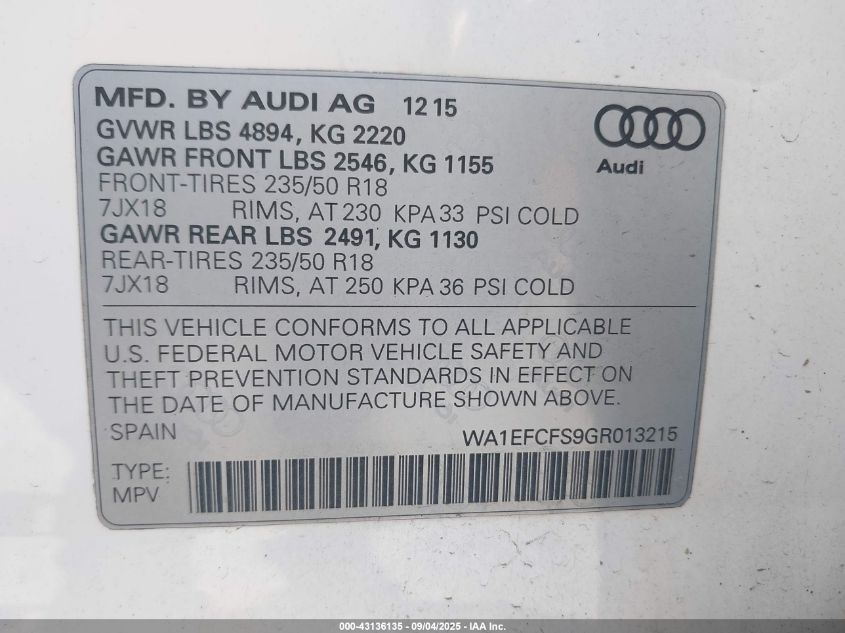 MFD. BY AUDI AG 12 15
GVWR LBS 4894, KG 2220
GAWR FRONT LBS 2546, KG 1155
FRONT-TIRES 235/50 R18
7JX18 RIMS, AT 230 KPA 33 PSI COLD
GAWR REAR LBS 2491, KG 1130
REAR-TIRES 235/50 R18
7JX18 RIMS, AT 250 KPA 36 PSI COLD
Audi
THIS VEHICLE CONFORMS TO ALL APPLICABLE
U.S. FEDERAL MOTOR VEHICLE SAFETY AND
THEFT PREVENTION STANDARDS IN EFFECT ON
THE DATE OF MANUFACTURE SHOWN ABOVE.
SPAIN WA1EFCFS9GR013215
TYPE:
MPV
000-43136135 - 09/04/2025 - IAA Inc.